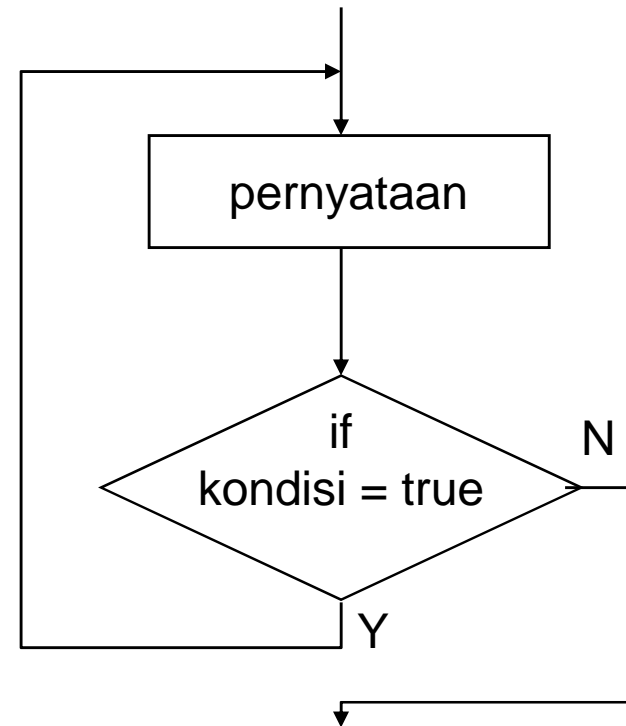 pernyataan
if
kondisi = true
N
Y